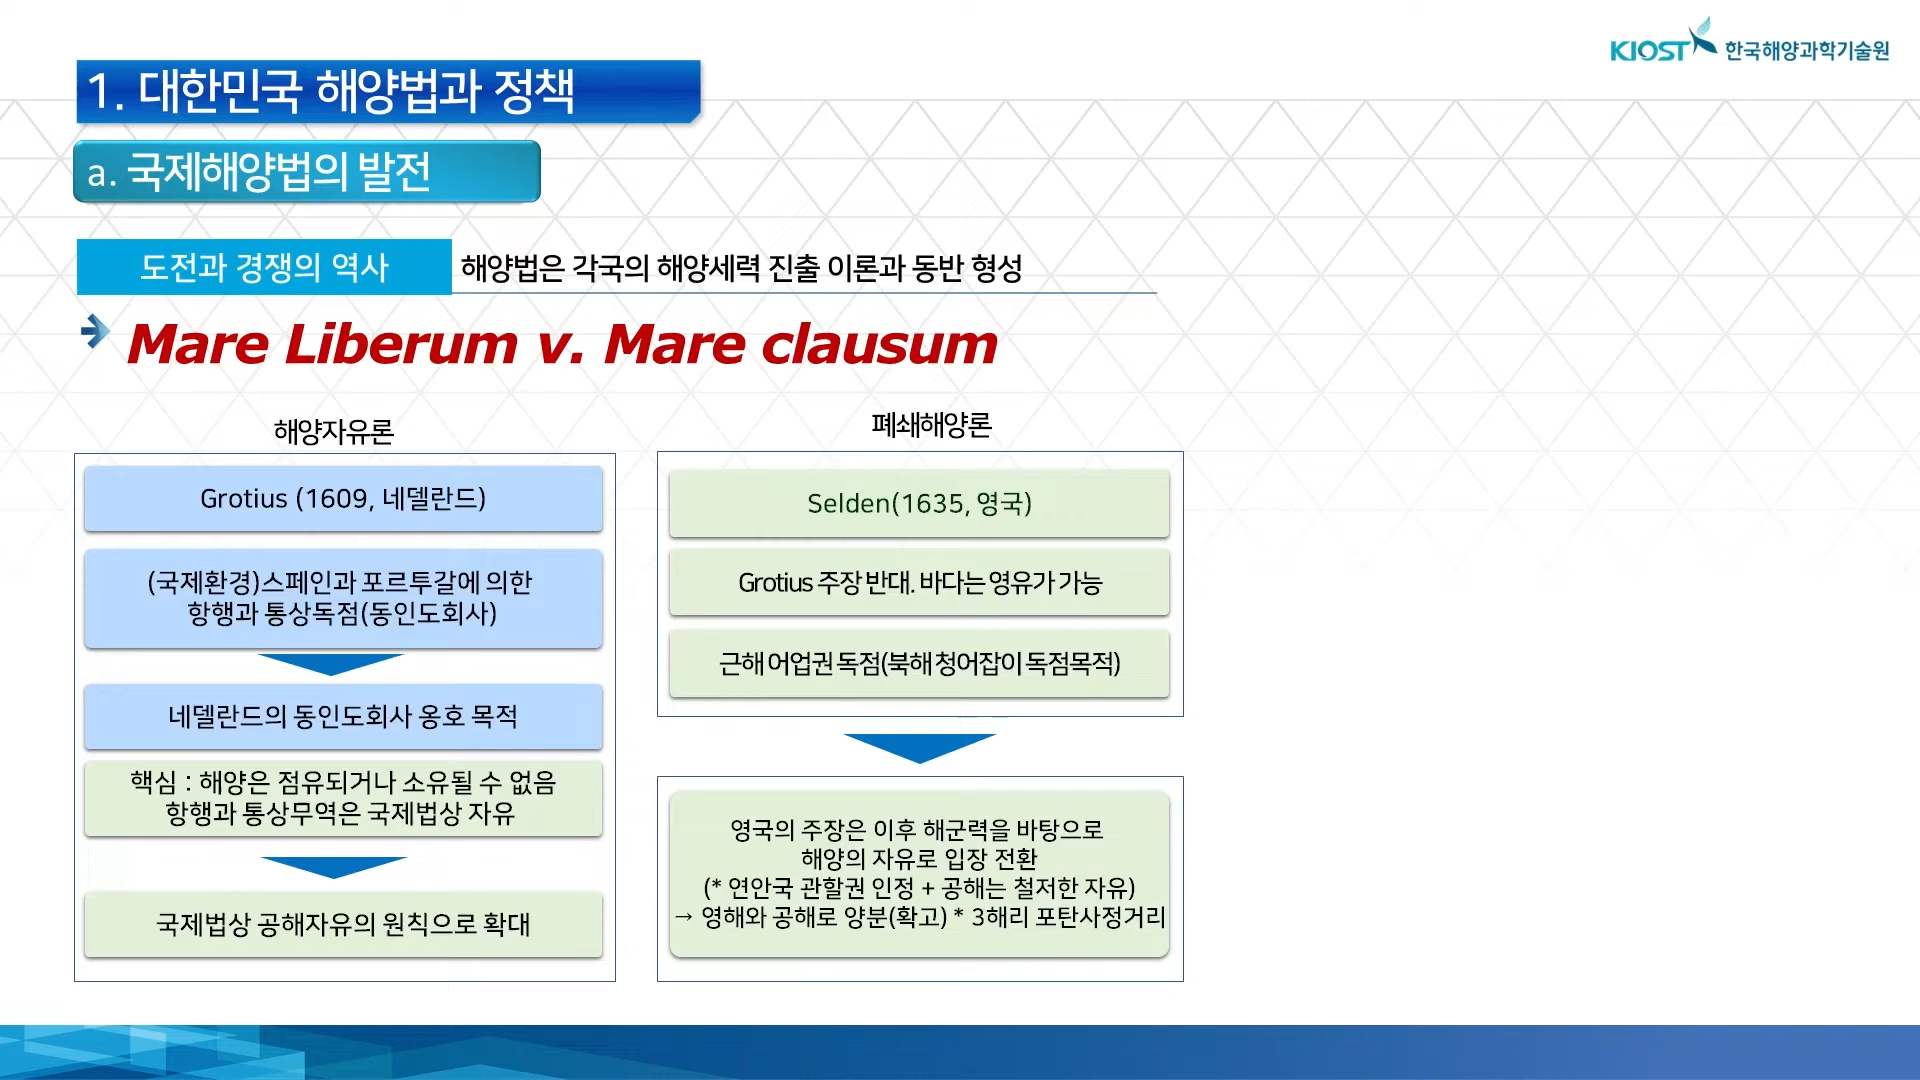 KIOST 한국해양과학기술원
1. 대한민국 해양법과 정책
a. 국제해양법의 발전
도전과 경쟁의 역사
해양법은 각국의 해양세력 진출 이론과 동반 형성
Mare Liberum v. Mare clausum
해양자유론
Grotius (1609, 네델란드)
(국제환경)스페인과 포르투갈에 의한
항행과 통상독점(동인도회사)
네델란드의 동인도회사 옹호 목적
핵심 : 해양은 점유되거나 소유될 수 없음
항행과 통상무역은 국제법상 자유
국제법상 공해자유의 원칙으로 확대
폐쇄해양론
Selden(1635, 영국)
Grotius 주장 반대. 바다는 영유가 가능
근해 어업권 독점(북해 청어잡이 독점목적)
영국의 주장은 이후 해군력을 바탕으로
해양의 자유로 입장 전환
(* 연안국 관할권 인정 + 공해는 철저한 자유)
→ 영해와 공해로 양분(확고) * 3해리 포탄사정거리